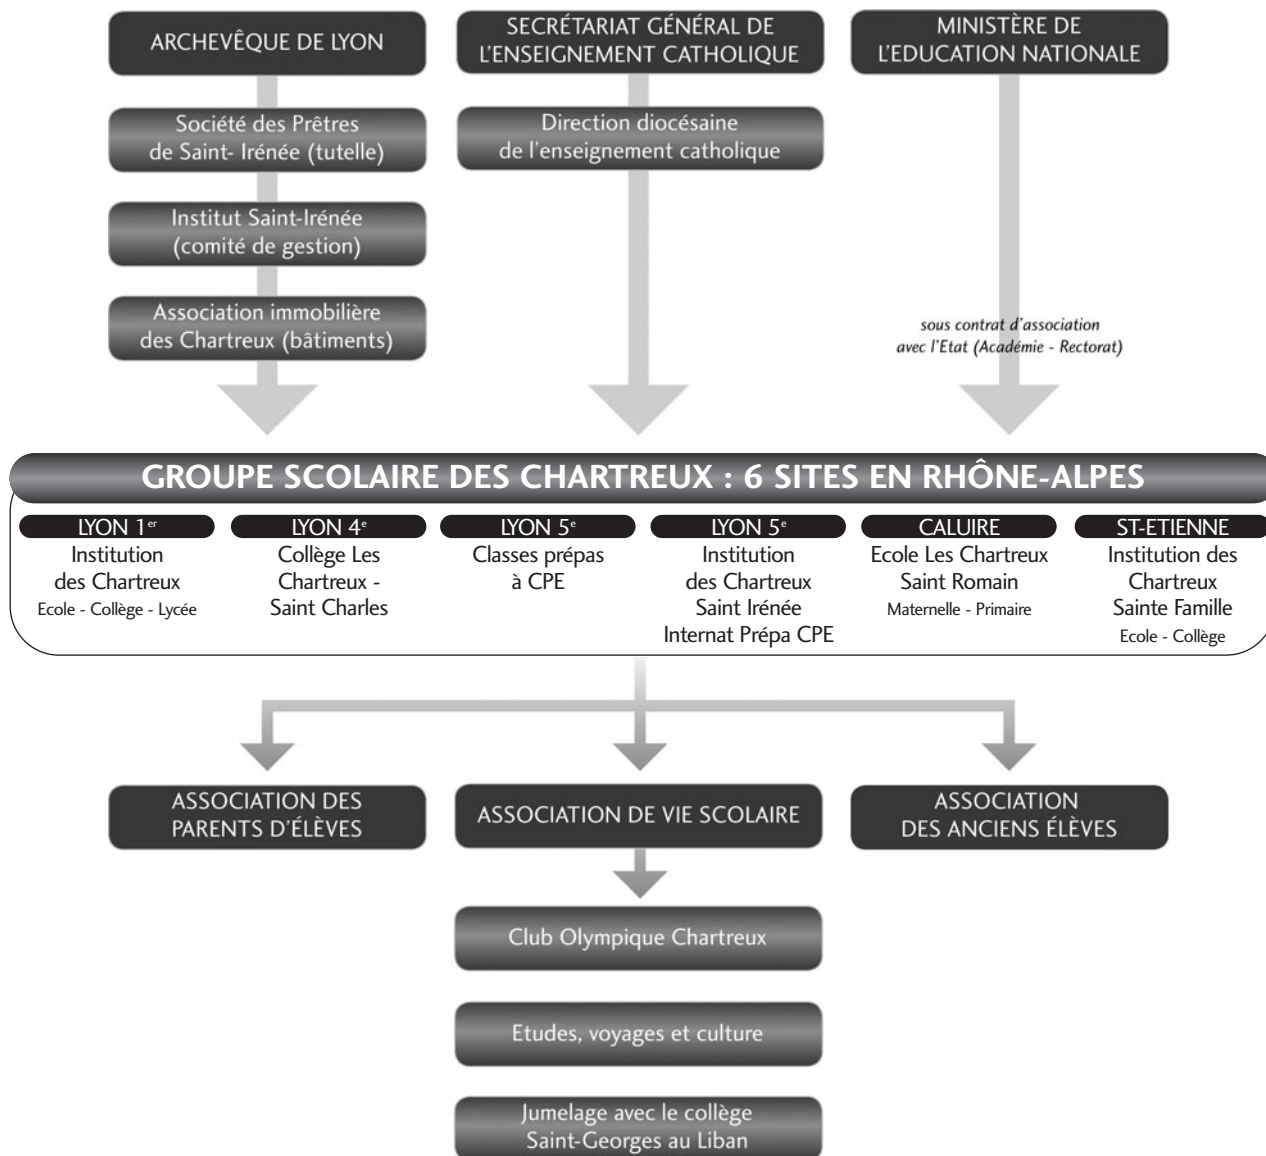 ARCHEVÊQUE DE LYON
SECRÉTARIAT GÉNÉRAL DE
L'ENSEIGNEMENT CATHOLIQUE
MINISTÈRE DE
L'EDUCATION NATIONALE
Société des Prêtres
de Saint- Irénée (tutelle)
Direction diocésaine
de l'enseignement catholique
Institut Saint-Irénée
(comité de gestion)
Association immobilière
des Chartreux (bâtiments)
sous contrat d'association
avec l'Etat (Académie - Rectorat)
GROUPE SCOLAIRE DES CHARTREUX : 6 SITES EN RHÔNE-ALPES
LYON 1er
Institution
des Chartreux
Ecole - Collège - Lycée
LYON 4e
Collège Les
Chartreux -
Saint Charles
LYON 5e
Classes prépas
à CPE
LYON 5e
Institution
des Chartreux
Saint Irénée
Internat Prépa CPE
CALUIRE
Ecole Les Chartreux
Saint Romain
Maternelle - Primaire
ST-ETIENNE
Institution des
Chartreux
Sainte Famille
Ecole - Collège
ASSOCIATION DES
PARENTS D'ÉLÈVES
ASSOCIATION DE VIE SCOLAIRE
ASSOCIATION
DES ANCIENS ÉLÈVES
Club Olympique Chartreux
Etudes, voyages et culture
Jumelage avec le collège
Saint-Georges au Liban